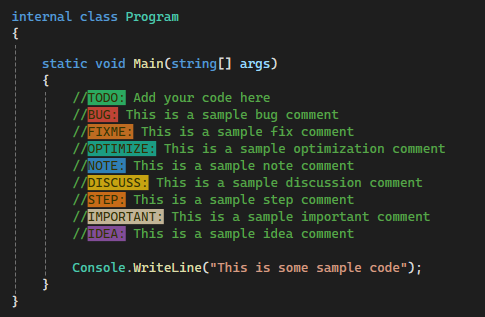 internal class Program
{
    static void Main(string[] args)
    {
        //TODO: Add your code here
        //BUG: This is a sample bug comment
        //FIXME: This is a sample fix comment
        //OPTIMIZE: This is a sample optimization comment
        //NOTE: This is a sample note comment
        //DISCUSS: This is a sample discussion comment
        //STEP: This is a sample step comment
        //IMPORTANT: This is a sample important comment
        //IDEA: This is a sample idea comment

        Console.WriteLine("This is some sample code");
    }
}